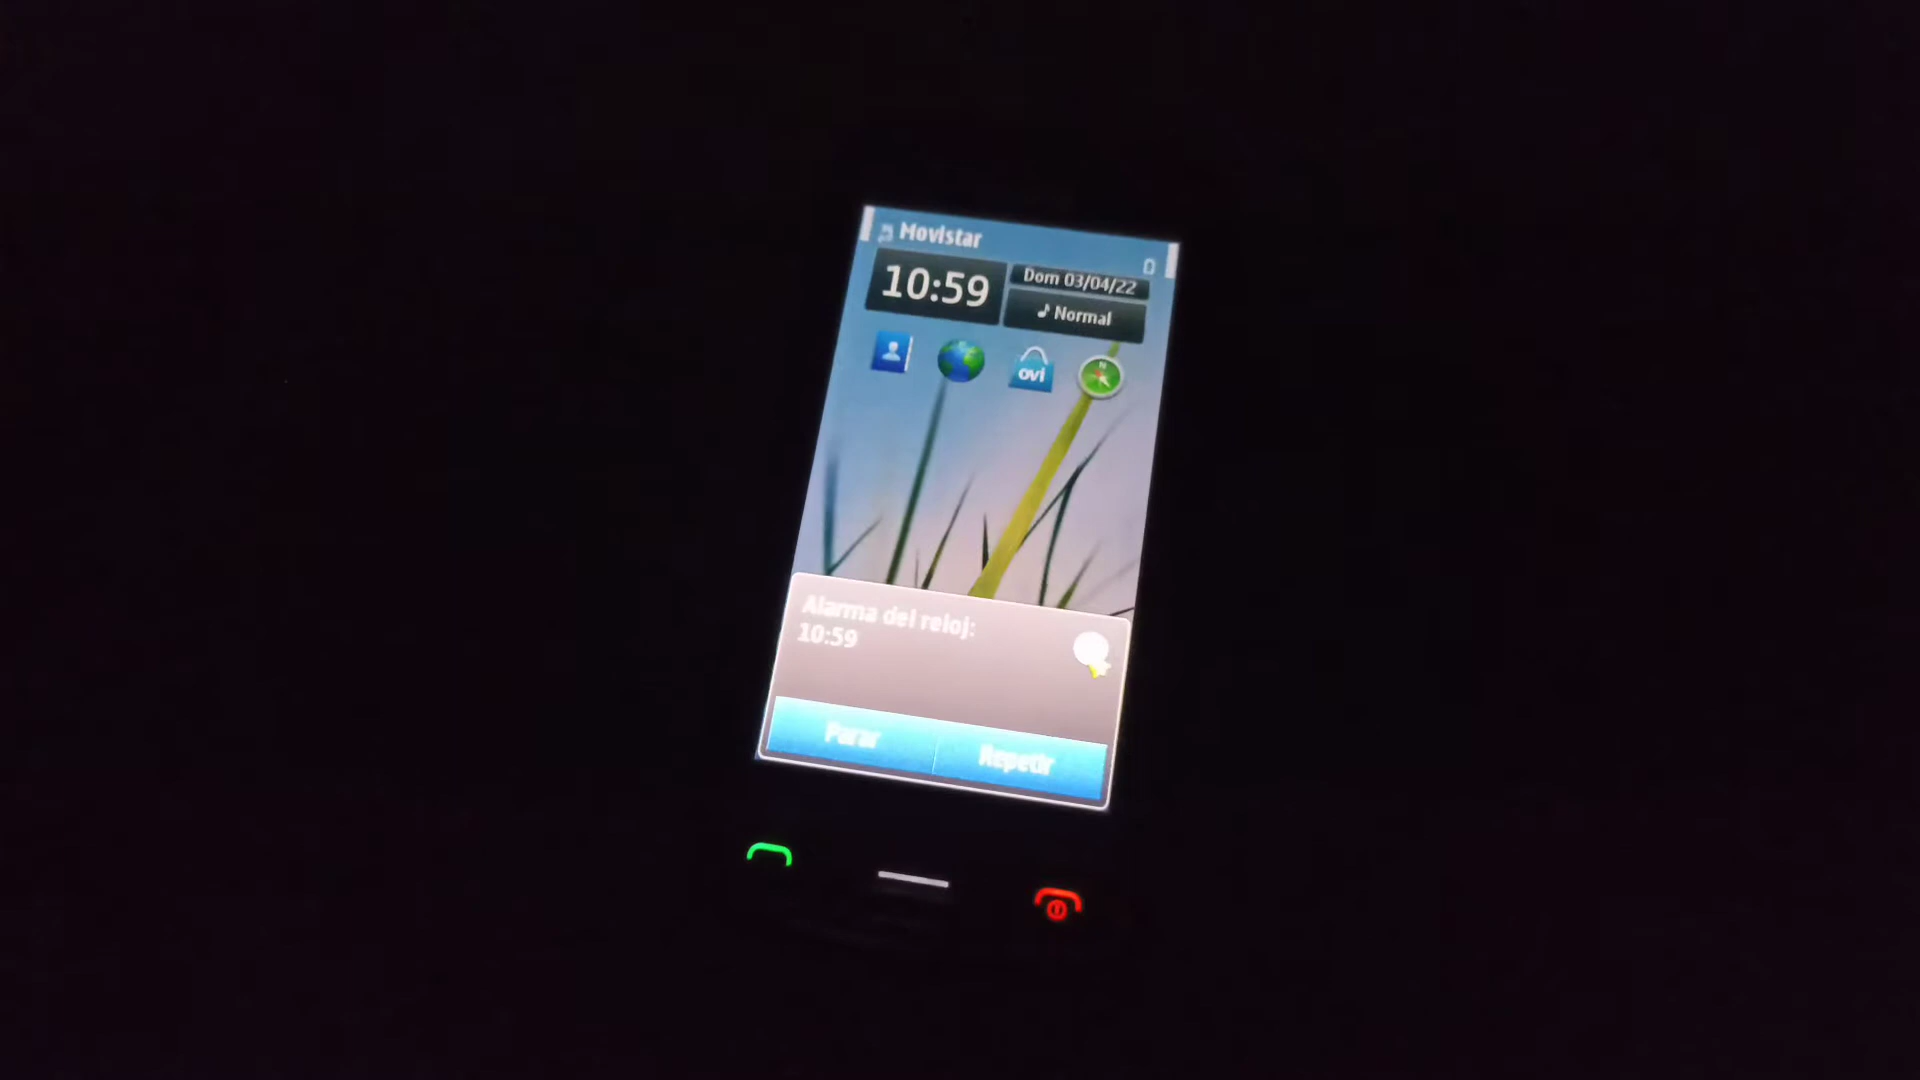 Movistar
10:59
Dom 03/04/22
Normal
ovi
N
Alarma del reloj:
10:59
Parar
Repetir